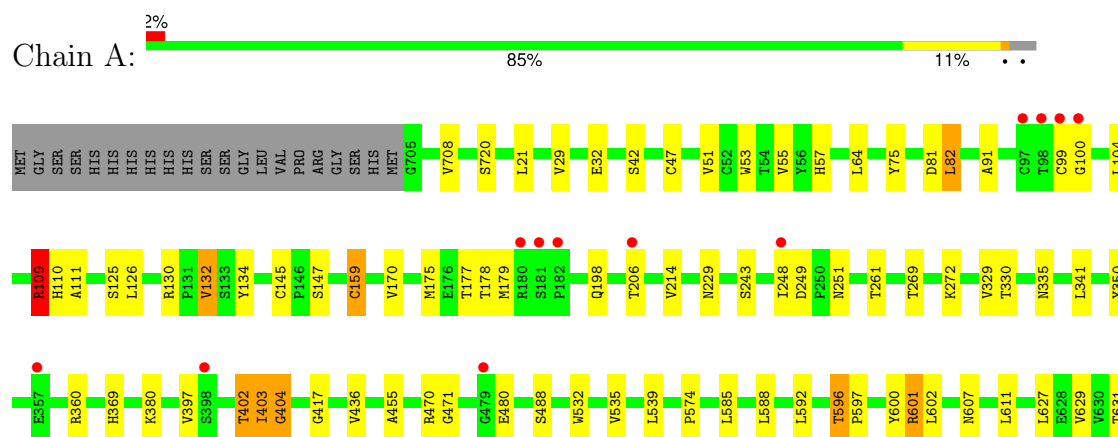 2%
Chain A:
85% 11% • •
MET GLY SER SER HIS HIS HIS HIS HIS HIS SER SER GLY LEU VAL PRO ARG GLY SER HIS MET G705 V708 S720 L21 V29 E32 S42 C47 V51 C52 W53 T54 V55 Y56 H57 L64 Y75 D81 L82 A91 C97 T98 C99 G100 L104
R109 H110 A111 S125 L126 R130 P131 V132 S133 Y134 C145 P146 S147 C159 V170 M175 E176 T177 T178 M179 R180 S181 P182 Q198 T206 V214 N229 S243 I248 D249 P250 N251 T261 T269 K272 V329 T330 N335 L341 Y350
E357 R360 H369 K380 V397 S398 T402 I403 G404 G417 V436 A455 R470 G471 G479 E480 S488 W532 V535 L539 P574 L585 L588 L592 T596 P597 Y600 R601 L602 N607 L611 L627 E628 V629 V630 T631